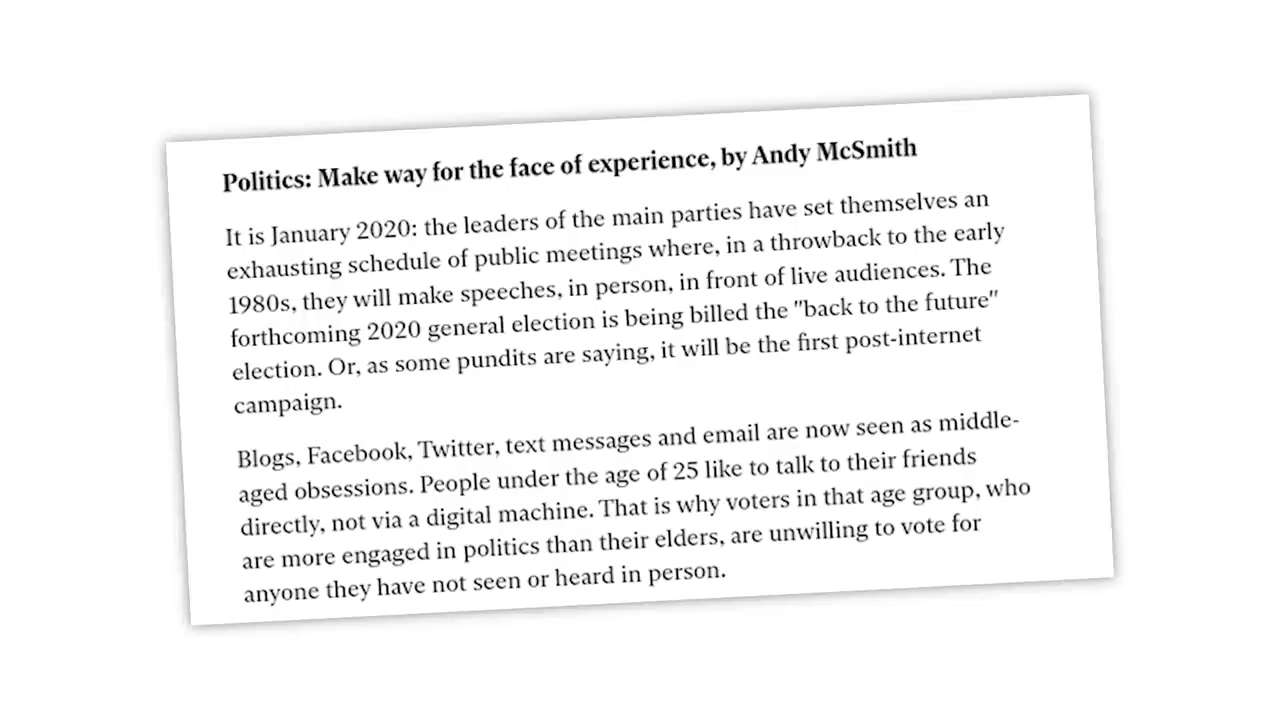 Politics: Make way for the face of experience, by Andy McSmith
It is January 2020: the leaders of the main parties have set themselves an
exhausting schedule of public meetings where, in a throwback to the early
1980s, they will make speeches, in person, in front of live audiences. The
forthcoming 2020 general election is being billed the "back to the future"
election. Or, as some pundits are saying, it will be the first post-internet
campaign.
Blogs, Facebook, Twitter, text messages and email are now seen as middle-
aged obsessions. People under the age of 25 like to talk to their friends
directly, not via a digital machine. That is why voters in that age group, who
are more engaged in politics than their elders, are unwilling to vote for
anyone they have not seen or heard in person.